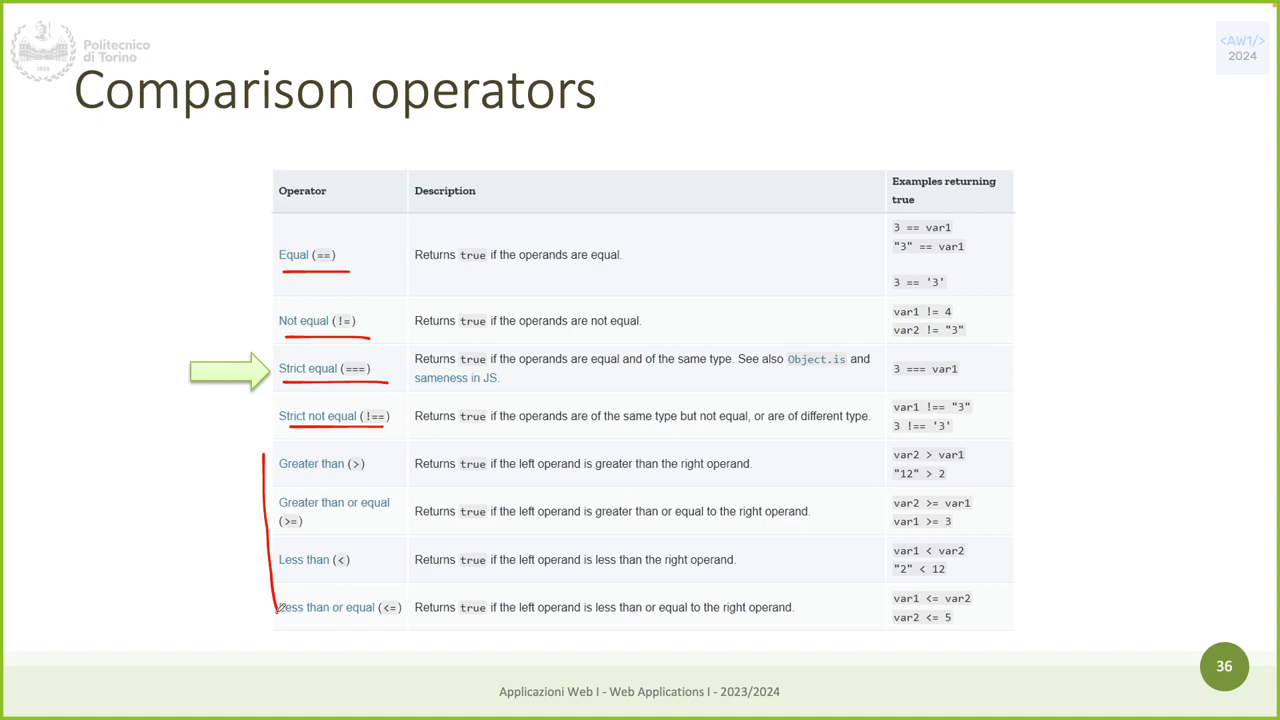 Politecnico
di Torino
1859
<AW1/>
2024
Comparison operators
Operator
Description
Examples returning
true
Equal (==)
Returns true if the operands are equal.
3 == var1
"3" == var1
3 == '3'
Not equal (!=)
Returns true if the operands are not equal.
var1 != 4
var2 != "3"
Strict equal (===)
Returns true if the operands are equal and of the same type. See also Object.is and
sameness in JS.
3 === var1
Strict not equal (!==)
Returns true if the operands are of the same type but not equal, or are of different type.
var1 !== "3"
3 !== '3'
Greater than (>)
Returns true if the left operand is greater than the right operand.
var2 > var1
"12" > 2
Greater than or equal
(>=)
Returns true if the left operand is greater than or equal to the right operand.
var2 >= var1
var1 >= 3
Less than (<)
Returns true if the left operand is less than the right operand.
var1 < var2
"2" < 12
Less than or equal (<=)
Returns true if the left operand is less than or equal to the right operand.
var1 <= var2
var2 <= 5
36
Applicazioni Web I - Web Applications I - 2023/2024